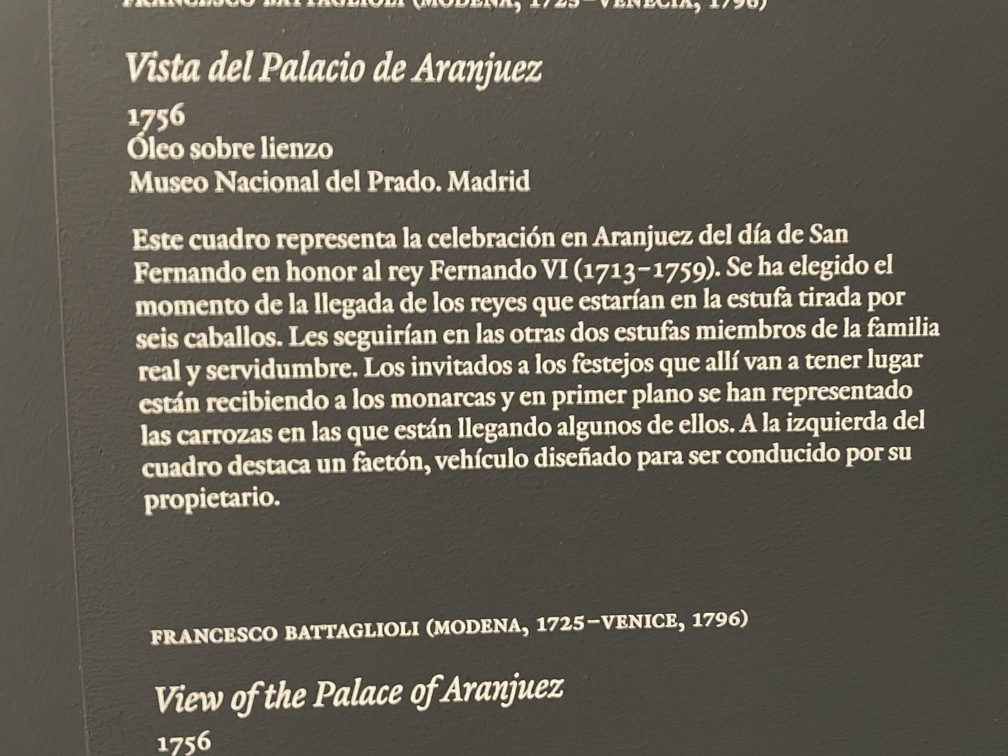 FRANCESCO BATTAGLIOLI (MODENA, 1725–VENECIA, 1796)
Vista del Palacio de Aranjuez
1756
Óleo sobre lienzo
Museo Nacional del Prado. Madrid
Este cuadro representa la celebración en Aranjuez del día de San
Fernando en honor al rey Fernando VI (1713–1759). Se ha elegido el
momento de la llegada de los reyes que estarían en la estufa tirada por
seis caballos. Les seguirían en las otras dos estufas miembros de la familia
real y servidumbre. Los invitados a los festejos que allí van a tener lugar
están recibiendo a los monarcas y en primer plano se han representado
las carrozas en las que están llegando algunos de ellos. A la izquierda del
cuadro destaca un faetón, vehículo diseñado para ser conducido por su
propietario.
FRANCESCO BATTAGLIOLI (MODENA, 1725–VENICE, 1796)
View of the Palace of Aranjuez
1756